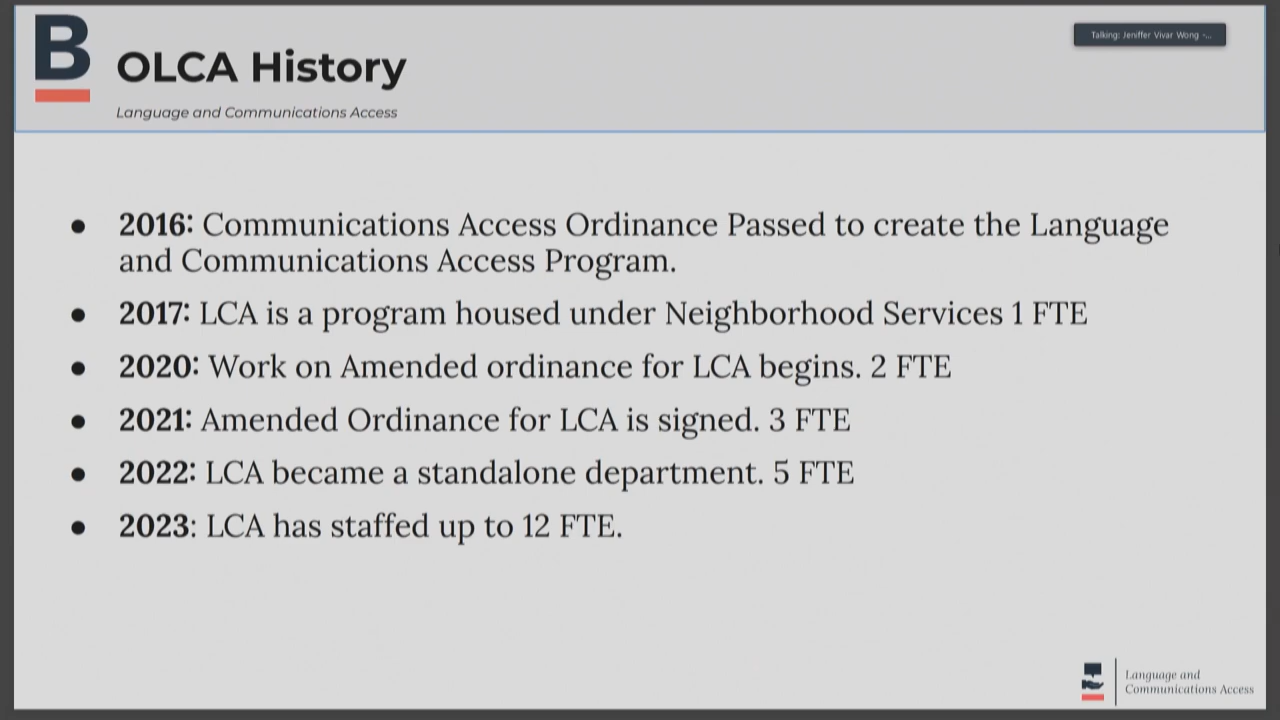 B
OLCA History
Talking: Jeniffer Vivar Wong -...
Language and Communications Access
● 2016: Communications Access Ordinance Passed to create the Language
and Communications Access Program.
● 2017: LCA is a program housed under Neighborhood Services 1 FTE
● 2020: Work on Amended ordinance for LCA begins. 2 FTE
● 2021: Amended Ordinance for LCA is signed. 3 FTE
● 2022: LCA became a standalone department. 5 FTE
● 2023: LCA has staffed up to 12 FTE.
Language and
Communications Access